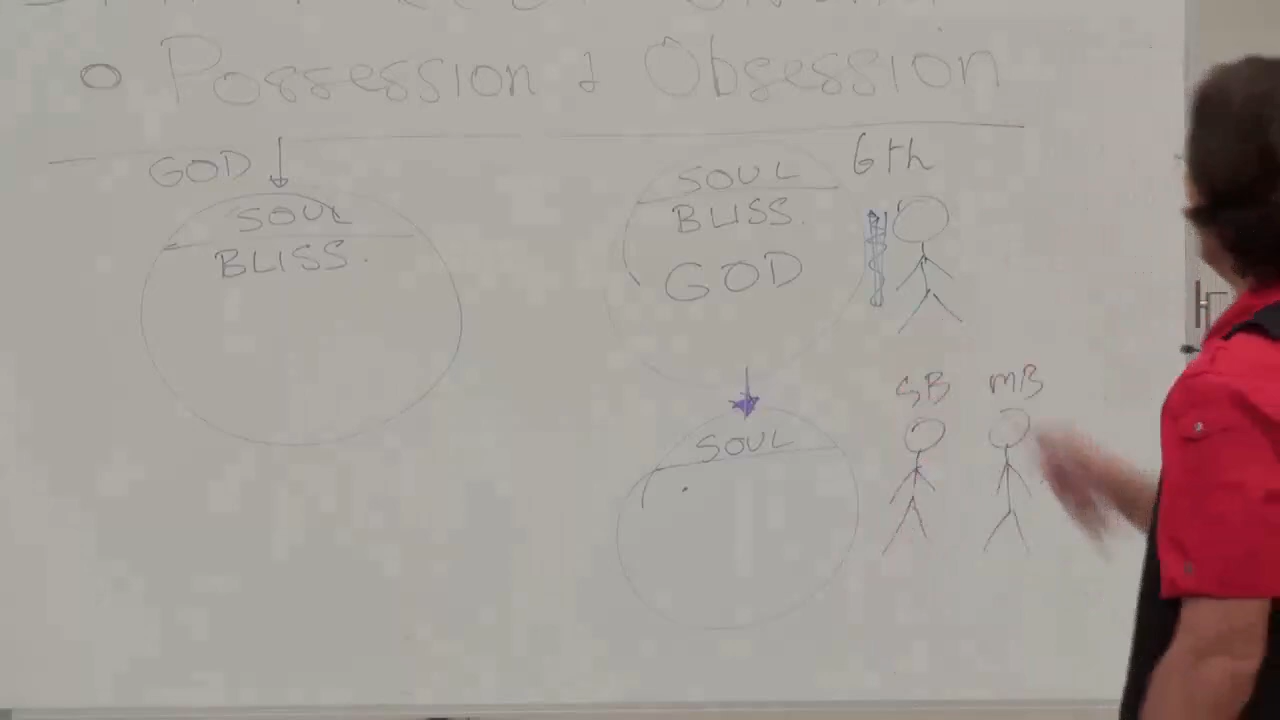 Possession & Obsession
GOD
SOUL
BLISS.
SOUL
BLISS.
GOD
6th
SOUL
SB
MB